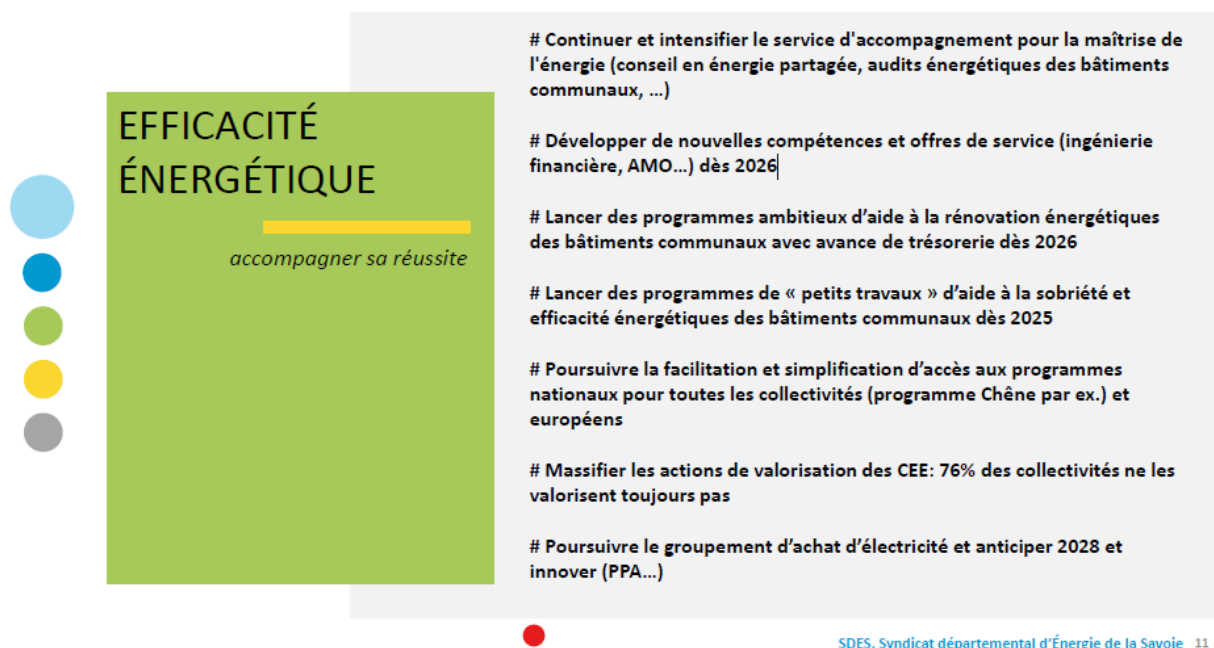 EFFICACITÉ
ÉNERGÉTIQUE
accompagner sa réussite
# Continuer et intensifier le service d'accompagnement pour la maîtrise de
l'énergie (conseil en énergie partagée, audits énergétiques des bâtiments
communaux, ...)
# Développer de nouvelles compétences et offres de service (ingénierie
financière, AMO...) dès 2026
# Lancer des programmes ambitieux d’aide à la rénovation énergétiques
des bâtiments communaux avec avance de trésorerie dès 2026
# Lancer des programmes de « petits travaux » d’aide à la sobriété et
efficacité énergétiques des bâtiments communaux dès 2025
# Poursuivre la facilitation et simplification d’accès aux programmes
nationaux pour toutes les collectivités (programme Chêne par ex.) et
européens
# Massifier les actions de valorisation des CEE: 76% des collectivités ne les
valorisent toujours pas
# Poursuivre le groupement d’achat d’électricité et anticiper 2028 et
innover (PPA...)
SDES, Syndicat départemental d’Énergie de la Savoie 11